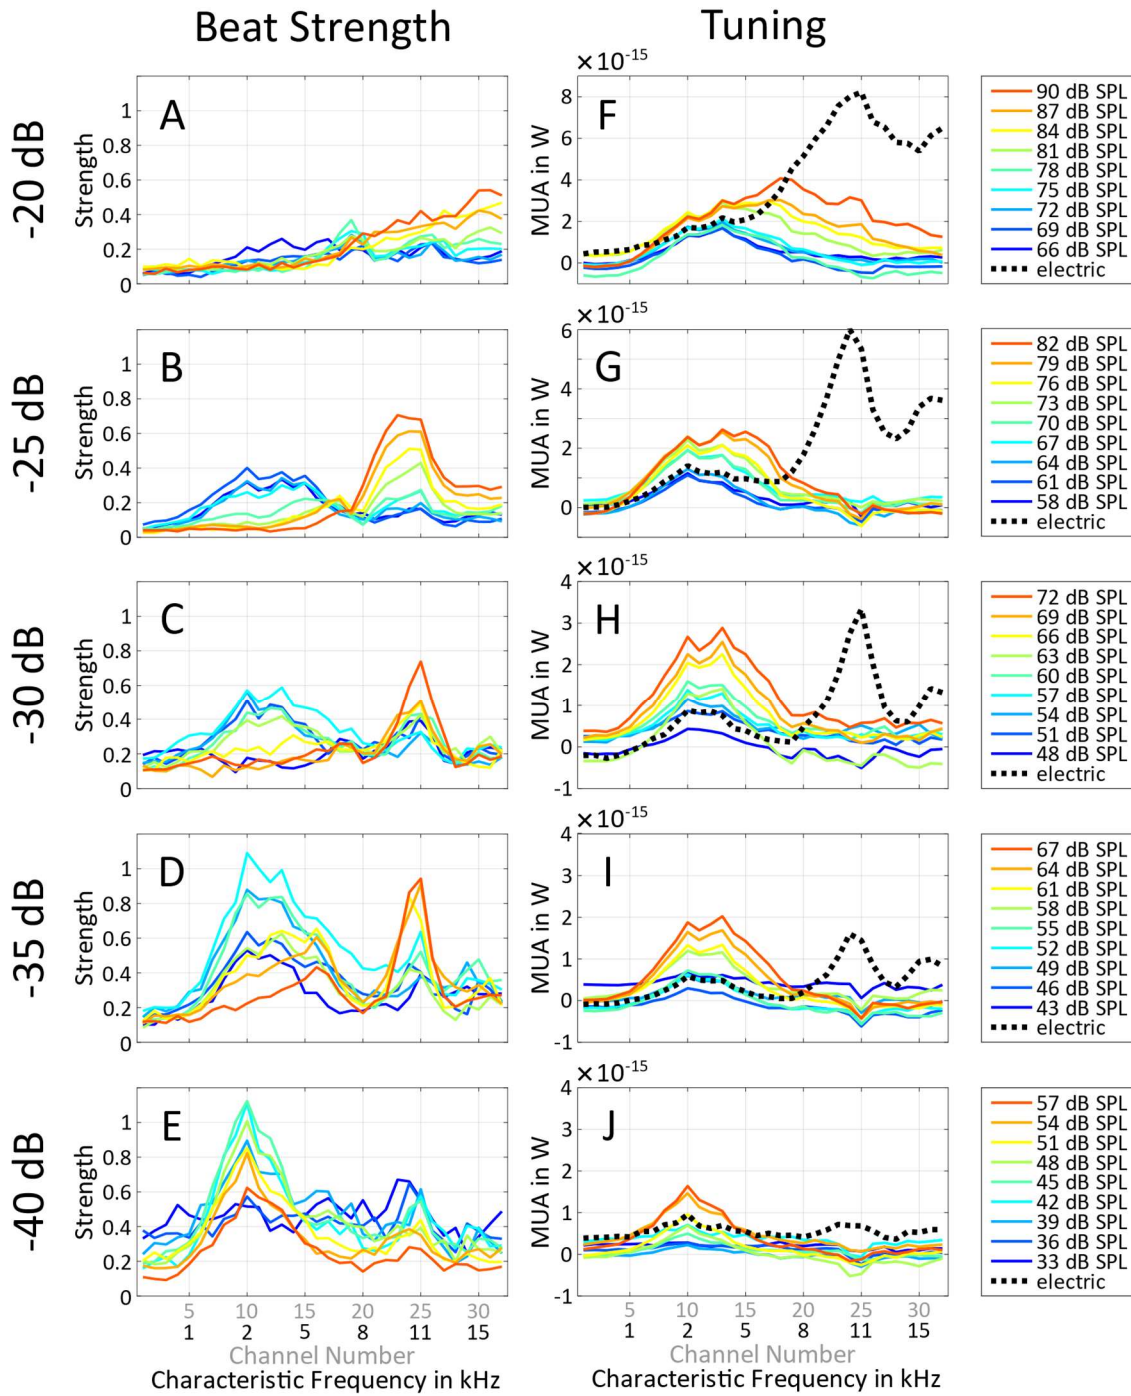 Beat Strength
Tuning
-20 dB
Strength
1
0.8
0.6
0.4
0.2
0
A
MUA in W
×10-15
8
6
4
2
0
F
90 dB SPL
87 dB SPL
84 dB SPL
81 dB SPL
78 dB SPL
75 dB SPL
72 dB SPL
69 dB SPL
66 dB SPL
electric
-25 dB
Strength
1
0.8
0.6
0.4
0.2
0
B
MUA in W
×10-15
6
4
2
0
G
82 dB SPL
79 dB SPL
76 dB SPL
73 dB SPL
70 dB SPL
67 dB SPL
64 dB SPL
61 dB SPL
58 dB SPL
electric
-30 dB
Strength
1
0.8
0.6
0.4
0.2
0
C
MUA in W
×10-15
4
3
2
1
0
-1
H
72 dB SPL
69 dB SPL
66 dB SPL
63 dB SPL
60 dB SPL
57 dB SPL
54 dB SPL
51 dB SPL
48 dB SPL
electric
-35 dB
Strength
1
0.8
0.6
0.4
0.2
0
D
MUA in W
×10-15
4
3
2
1
0
-1
I
67 dB SPL
64 dB SPL
61 dB SPL
58 dB SPL
55 dB SPL
52 dB SPL
49 dB SPL
46 dB SPL
43 dB SPL
electric
-40 dB
Strength
1
0.8
0.6
0.4
0.2
0
E
MUA in W
×10-15
4
3
2
1
0
-1
J
57 dB SPL
54 dB SPL
51 dB SPL
48 dB SPL
45 dB SPL
42 dB SPL
39 dB SPL
36 dB SPL
33 dB SPL
electric
5 10 15 20 25 30
1 2 5 8 11 15
Channel Number
Characteristic Frequency in kHz
5 10 15 20 25 30
1 2 5 8 11 15
Channel Number
Characteristic Frequency in kHz